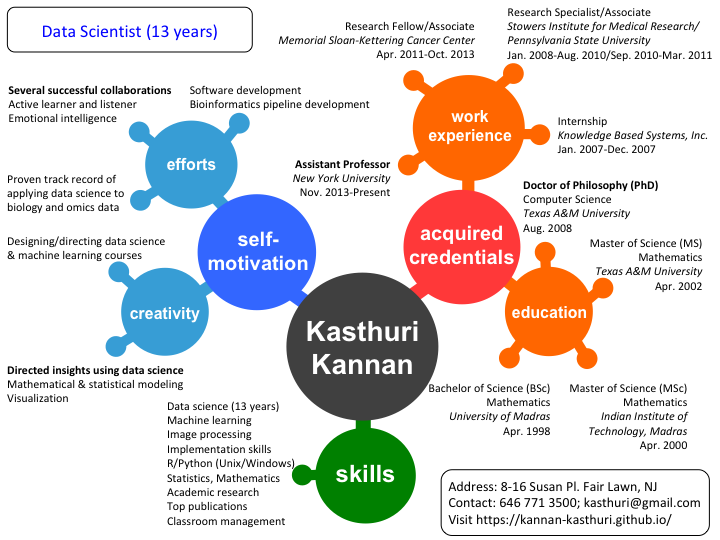 Data Scientist (13 years)
Research Fellow/Associate
Memorial Sloan-Kettering Cancer Center
Apr. 2011-Oct. 2013
Research Specialist/Associate
Stowers Institute for Medical Research/
Pennsylvania State University
Jan. 2008-Aug. 2010/Sep. 2010-Mar. 2011
Several successful collaborations
Active learner and listener
Emotional intelligence
Software development
Bioinformatics pipeline development
work
experience
Internship
Knowledge Based Systems, Inc.
Jan. 2007-Dec. 2007
efforts
Assistant Professor
New York University
Nov. 2013-Present
Proven track record of
applying data science to
biology and omics data
Doctor of Philosophy (PhD)
Computer Science
Texas A&M University
Aug. 2008
self-
motivation
acquired
credentials
Designing/directing data science
& machine learning courses
Master of Science (MS)
Mathematics
Texas A&M University
Apr. 2002
creativity
education
Kasthuri
Kannan
Directed insights using data science
Mathematical & statistical modeling
Visualization
Bachelor of Science (BSc)
Mathematics
University of Madras
Apr. 1998
Master of Science (MSc)
Mathematics
Indian Institute of
Technology, Madras
Apr. 2000
Data science (13 years)
Machine learning
Image processing
Implementation skills
R/Python (Unix/Windows)
Statistics, Mathematics
Academic research
Top publications
Classroom management
skills
Address: 8-16 Susan Pl. Fair Lawn, NJ
Contact: 646 771 3500; kasthuri@gmail.com
Visit https://kannan-kasthuri.github.io/